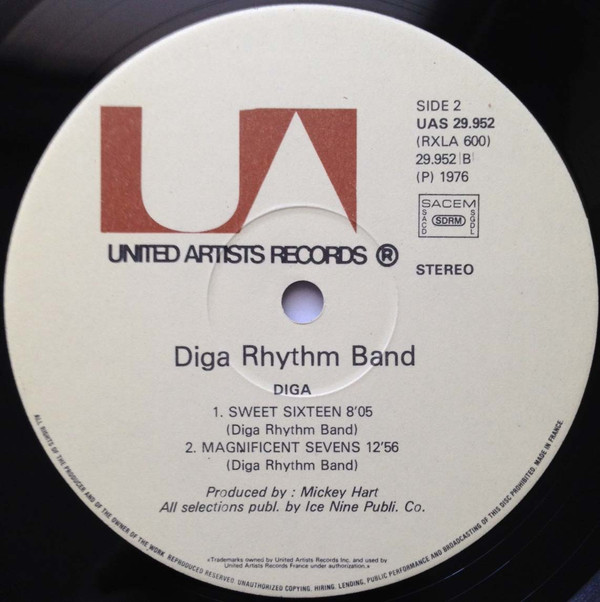 UA
UNITED ARTISTS RECORDS ®
SIDE 2
UAS 29.952
(RXLA 600)
29.952 |B|
(P) 1976
SACEM
SACD
SDRM
SGDL
STEREO
Diga Rhythm Band
DIGA
1. SWEET SIXTEEN 8'05
(Diga Rhythm Band)
2. MAGNIFICENT SEVENS 12'56
(Diga Rhythm Band)
Produced by : Mickey Hart
All selections publ. by Ice Nine Publi. Co.
«Trademarks owned by United Artists Records Inc. and used by
United Artists Records France under authorization.»
ALL RIGHTS OF THE PRODUCER AND OF THE OWNER OF THE WORK REPRODUCED RESERVED. UNAUTHORIZED COPYING, HIRING, LENDING, PUBLIC PERFORMANCE AND BROADCASTING OF THIS DISC PROHIBITED. MADE IN FRANCE.